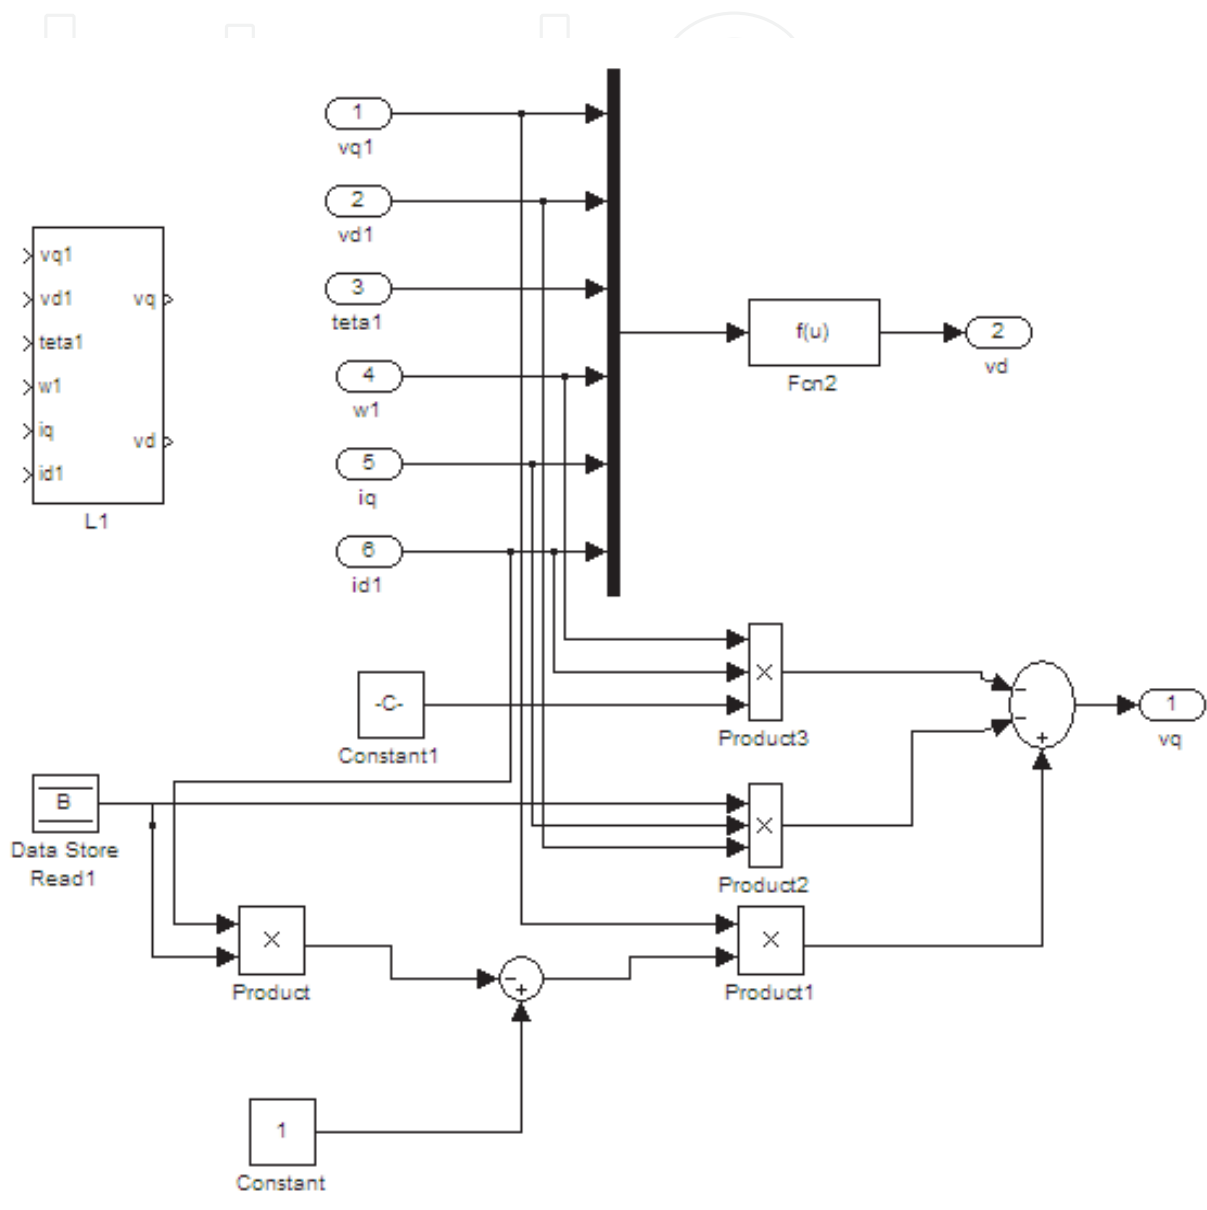 1
vq1
2
vd1
3
teta1
4
w1
5
iq
6
id1
vq1
vd1
teta1
w1
iq
id1
vq
vd
L1
f(u)
Fcn2
2
vd
-C-
Constant1
×
Product3
− − +
1
vq
B
Data Store
Read1
×
Product2
×
Product
− +
×
Product1
1
Constant